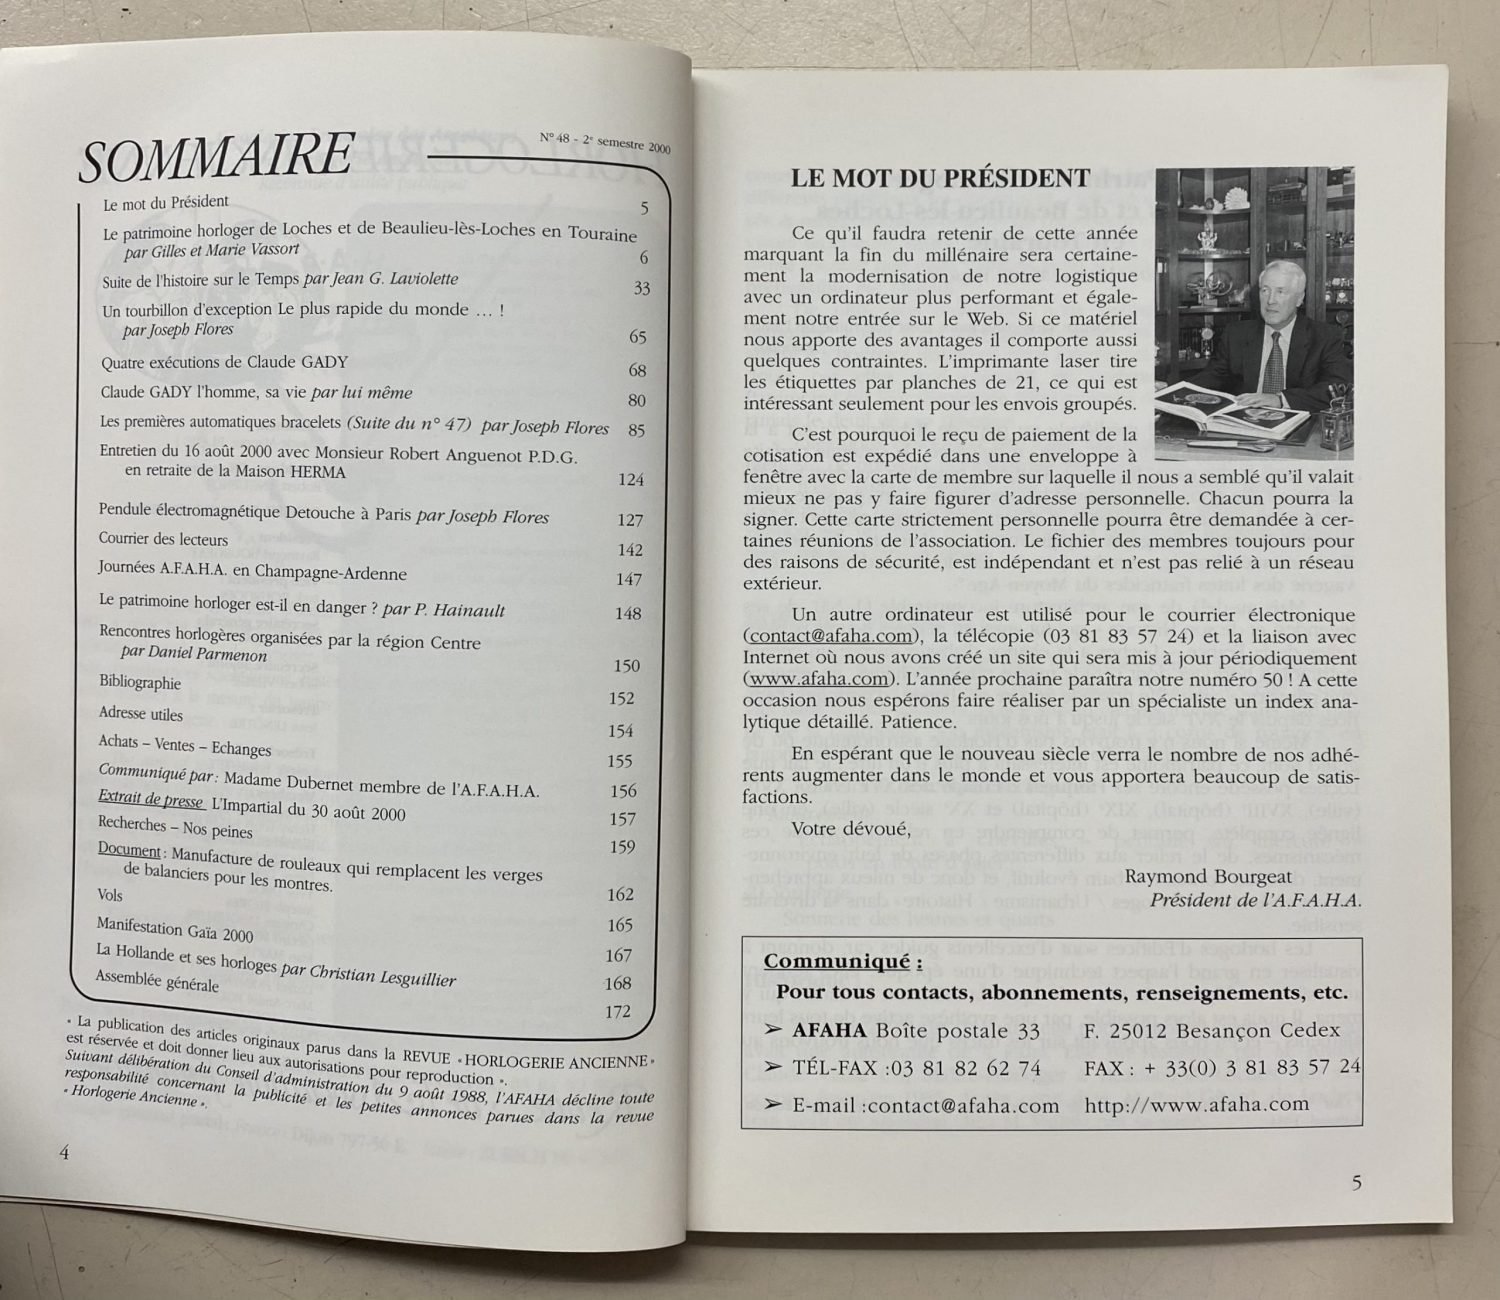 SOMMAIRE
N° 48 - 2e semestre 2000
Le mot du Président 5
Le patrimoine horloger de Loches et de Beaulieu-lès-Loches en Touraine
par Gilles et Marie Vassort 6
Suite de l'histoire sur le Temps par Jean G. Laviolette 33
Un tourbillon d'exception Le plus rapide du monde ... !
par Joseph Flores 65
Quatre exécutions de Claude GADY 68
Claude GADY l'homme, sa vie par lui même 80
Les premières automatiques bracelets (Suite du n° 47) par Joseph Flores 85
Entretien du 16 août 2000 avec Monsieur Robert Anguenot P.D.G.
en retraite de la Maison HERMA 124
Pendule électromagnétique Detouche à Paris par Joseph Flores 127
Courrier des lecteurs 142
Journées A.F.A.H.A. en Champagne-Ardenne 147
Le patrimoine horloger est-il en danger ? par P. Hainault 148
Rencontres horlogères organisées par la région Centre
par Daniel Parmenon 150
Bibliographie 152
Adresse utiles 154
Achats – Ventes – Echanges 155
Communiqué par : Madame Dubernet membre de l'A.F.A.H.A. 156
Extrait de presse L'Impartial du 30 août 2000 157
Recherches – Nos peines 159
Document : Manufacture de rouleaux qui remplacent les verges
de balanciers pour les montres. 162
Vols 165
Manifestation Gaïa 2000 167
La Hollande et ses horloges par Christian Lesguillier 168
Assemblée générale 172
« La publication des articles originaux parus dans la REVUE « HORLOGERIE ANCIENNE »
est réservée et doit donner lieu aux autorisations pour reproduction ».
Suivant délibération du Conseil d'administration du 9 août 1988, l'AFAHA décline toute
responsabilité concernant la publicité et les petites annonces parues dans la revue
« Horlogerie Ancienne ».
4
LE MOT DU PRÉSIDENT
Ce qu'il faudra retenir de cette année
marquant la fin du millénaire sera certaine-
ment la modernisation de notre logistique
avec un ordinateur plus performant et égale-
ment notre entrée sur le Web. Si ce matériel
nous apporte des avantages il comporte aussi
quelques contraintes. L'imprimante laser tire
les étiquettes par planches de 21, ce qui est
intéressant seulement pour les envois groupés.
C'est pourquoi le reçu de paiement de la
cotisation est expédié dans une enveloppe à
fenêtre avec la carte de membre sur laquelle il nous a semblé qu'il valait
mieux ne pas y faire figurer d'adresse personnelle. Chacun pourra la
signer. Cette carte strictement personnelle pourra être demandée à cer-
taines réunions de l'association. Le fichier des membres toujours pour
des raisons de sécurité, est indépendant et n'est pas relié à un réseau
extérieur.
Un autre ordinateur est utilisé pour le courrier électronique
(contact@afaha.com), la télécopie (03 81 83 57 24) et la liaison avec
Internet où nous avons créé un site qui sera mis à jour périodiquement
(www.afaha.com). L'année prochaine paraîtra notre numéro 50 ! A cette
occasion nous espérons faire réaliser par un spécialiste un index ana-
lytique détaillé. Patience.
En espérant que le nouveau siècle verra le nombre de nos adhé-
rents augmenter dans le monde et vous apportera beaucoup de satis-
factions.
Votre dévoué,
Raymond Bourgeat
Président de l'A.F.A.H.A.
Communiqué :
Pour tous contacts, abonnements, renseignements, etc.
➢ AFAHA Boîte postale 33 F. 25012 Besançon Cedex
➢ TÉL-FAX :03 81 82 62 74 FAX : + 33(0) 3 81 83 57 24
➢ E-mail :contact@afaha.com http://www.afaha.com
5